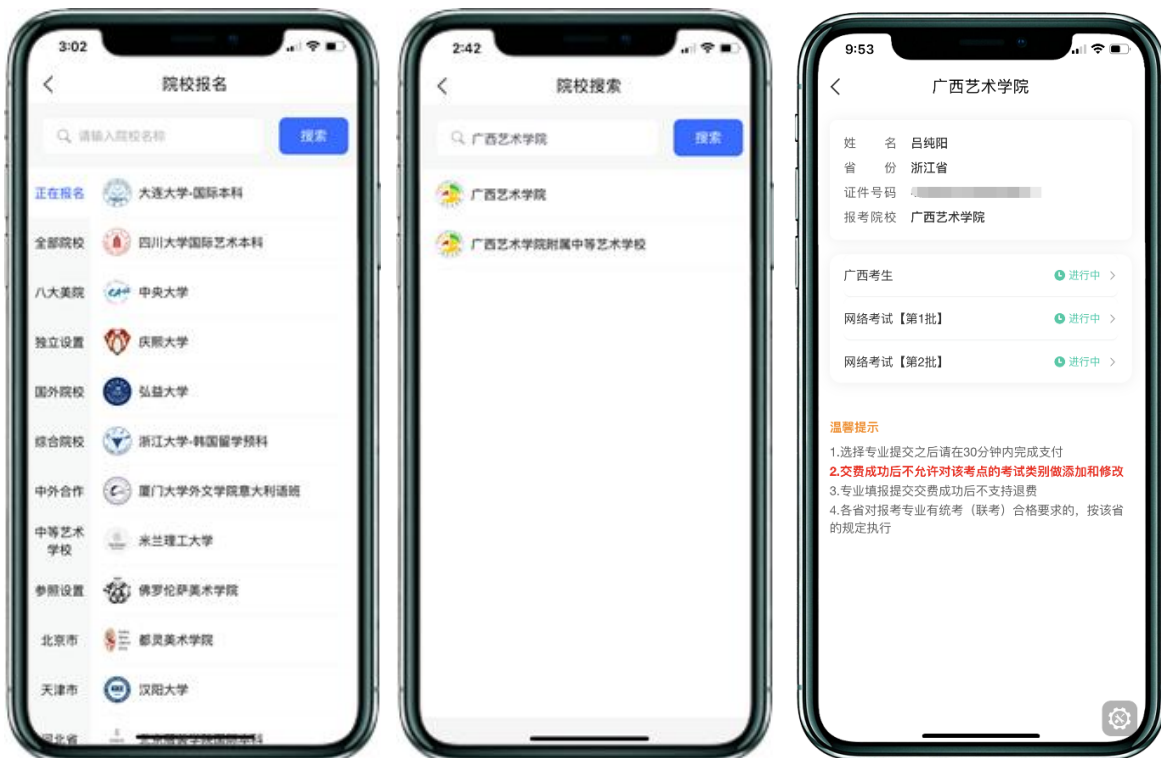 3:02
院校报名
请输入院校名称
搜索
正在报名
大连大学-国际本科
全部院校
四川大学国际艺术本科
八大美院
中央大学
独立设置
庆熙大学
国外院校
弘益大学
综合院校
浙江大学-韩国留学预科
中外合作
厦门大学外文学院意大利语班
中等艺术
学校
米兰理工大学
参照设置
佛罗伦萨美术学院
北京市
都灵美术学院
天津市
汉阳大学
河北省
北京服装学院国际本科
2:42
院校搜索
广西艺术学院
搜索
广西艺术学院
广西艺术学院附属中等艺术学校
9:53
广西艺术学院
姓 名 吕纯阳
省 份 浙江省
证件号码
报考院校 广西艺术学院
广西考生 进行中
网络考试【第1批】 进行中
网络考试【第2批】 进行中
温馨提示
1.选择专业提交之后请在30分钟内完成支付
2.交费成功后不允许对该考点的考试类别做添加和修改
3.专业填报提交交费成功后不支持退费
4.各省对报考专业有统考（联考）合格要求的，按该省
的规定执行